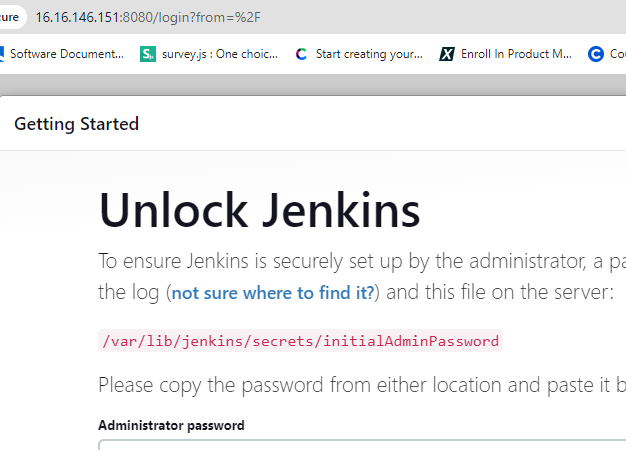 ure 16.16.146.151:8080/login?from=%2F
Software Document... survey.js : One choic... Start creating your... Enroll In Product M... Cou
Getting Started
Unlock Jenkins
To ensure Jenkins is securely set up by the administrator, a pa
the log (not sure where to find it?) and this file on the server:
/var/lib/jenkins/secrets/initialAdminPassword
Please copy the password from either location and paste it b
Administrator password